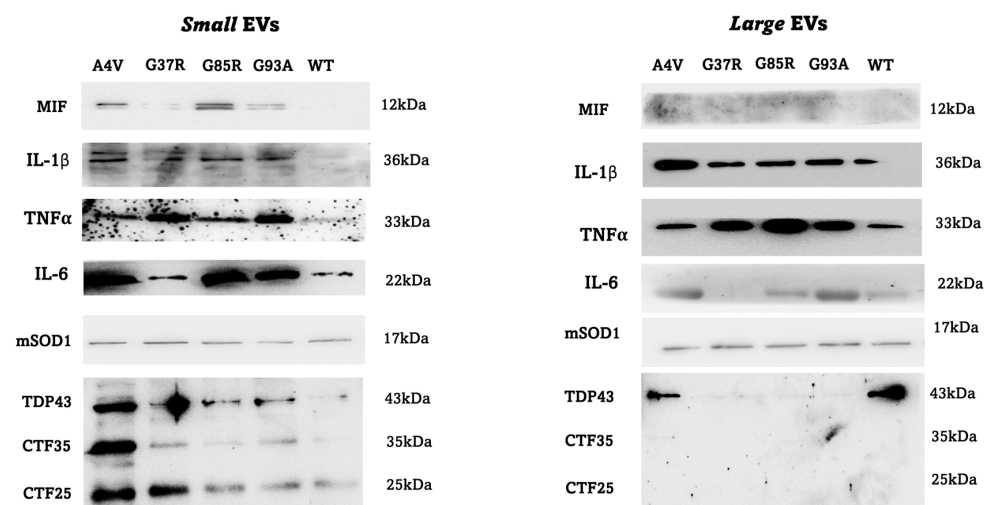 Small EVs
A4V G37R G85R G93A WT
MIF 12kDa
IL-1β 36kDa
TNFα 33kDa
IL-6 22kDa
mSOD1 17kDa
TDP43 43kDa
CTF35 35kDa
CTF25 25kDa
Large EVs
A4V G37R G85R G93A WT
MIF 12kDa
IL-1β 36kDa
TNFα 33kDa
IL-6 22kDa
mSOD1 17kDa
TDP43 43kDa
CTF35 35kDa
CTF25 25kDa